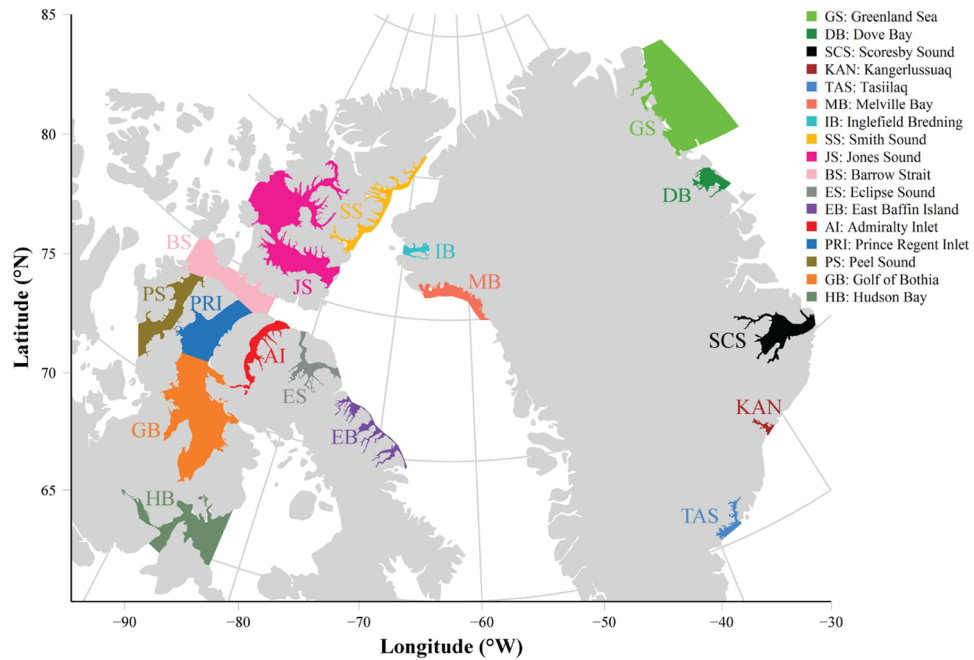 85
80
75
70
65
Latitude (°N)
−90
−80
−70
−60
−50
−40
−30
Longitude (°W)
GS
DB
SS
IB
BS
JS
MB
PS
PRI
AI
SCS
ES
KAN
GB
EB
HB
TAS
GS: Greenland Sea
DB: Dove Bay
SCS: Scoresby Sound
KAN: Kangerlussuaq
TAS: Tasiilaq
MB: Melville Bay
IB: Inglefield Bredning
SS: Smith Sound
JS: Jones Sound
BS: Barrow Strait
ES: Eclipse Sound
EB: East Baffin Island
AI: Admiralty Inlet
PRI: Prince Regent Inlet
PS: Peel Sound
GB: Golf of Bothia
HB: Hudson Bay